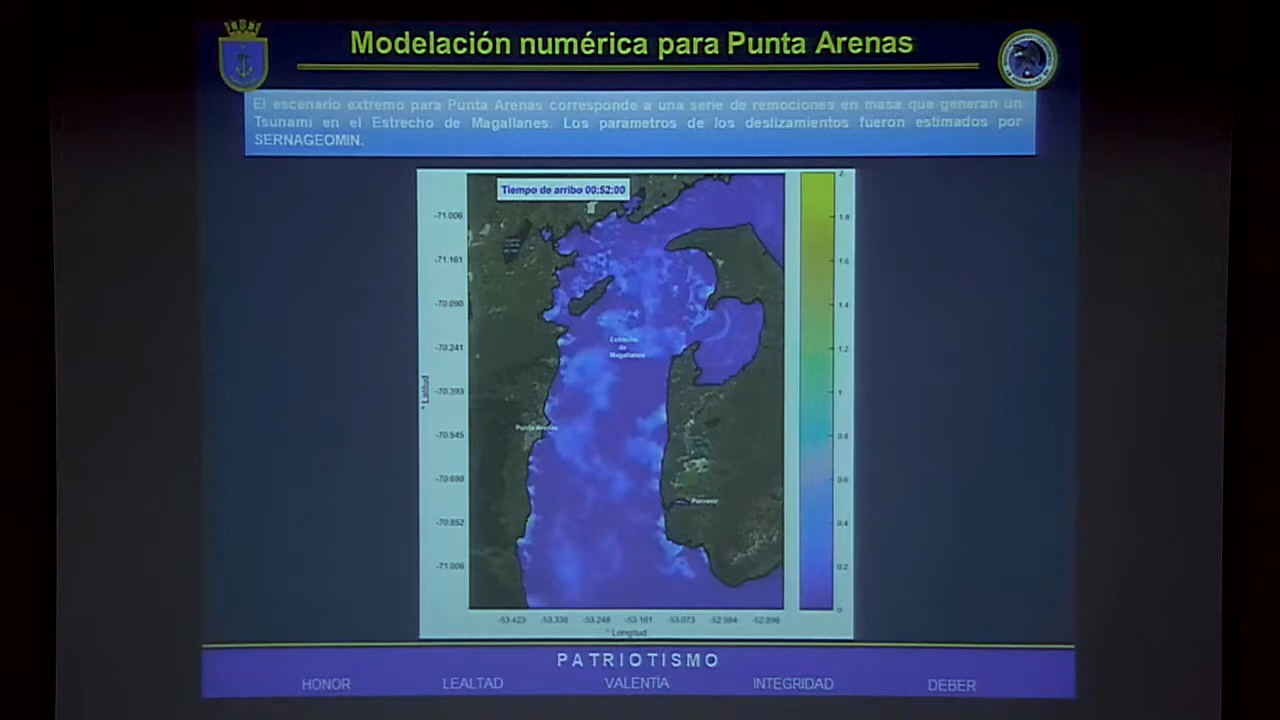 Modelación numérica para Punta Arenas
El escenario extremo para Punta Arenas corresponde a una serie de remociones en masa que generan un
Tsunami en el Estrecho de Magallanes. Los parámetros de los deslizamientos fueron estimados por
SERNAGEOMIN.
Tiempo de arribo 00:52:00
2
-71.006
1.8
-71.161
1.6
-70.090
1.4
Estrecho
de
Magallanes
-70.241
1.2
-70.393
1
° Latitud
Punta Arenas
-70.545
0.8
-70.698
0.6
Porvenir
-70.852
0.4
-71.006
0.2
0
-53.423 -53.336 -53.248 -53.161 -53.073 -52.984 -52.896
° Longitud
PATRIOTISMO
HONOR LEALTAD VALENTÍA INTEGRIDAD DEBER